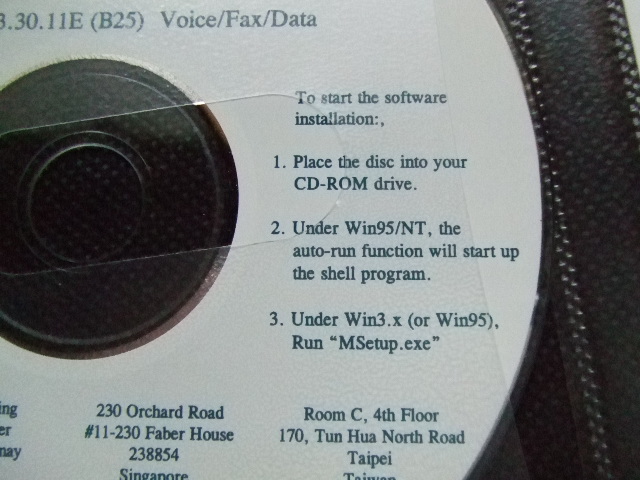 3.30.11E (B25) Voice/Fax/Data
To start the software
installation:,
1. Place the disc into your
CD-ROM drive.
2. Under Win95/NT, the
auto-run function will start up
the shell program.
3. Under Win3.x (or Win95),
Run “MSetup.exe”
230 Orchard Road
#11-230 Faber House
238854
Singapore
Room C, 4th Floor
170, Tun Hua North Road
Taipei
Taiwan